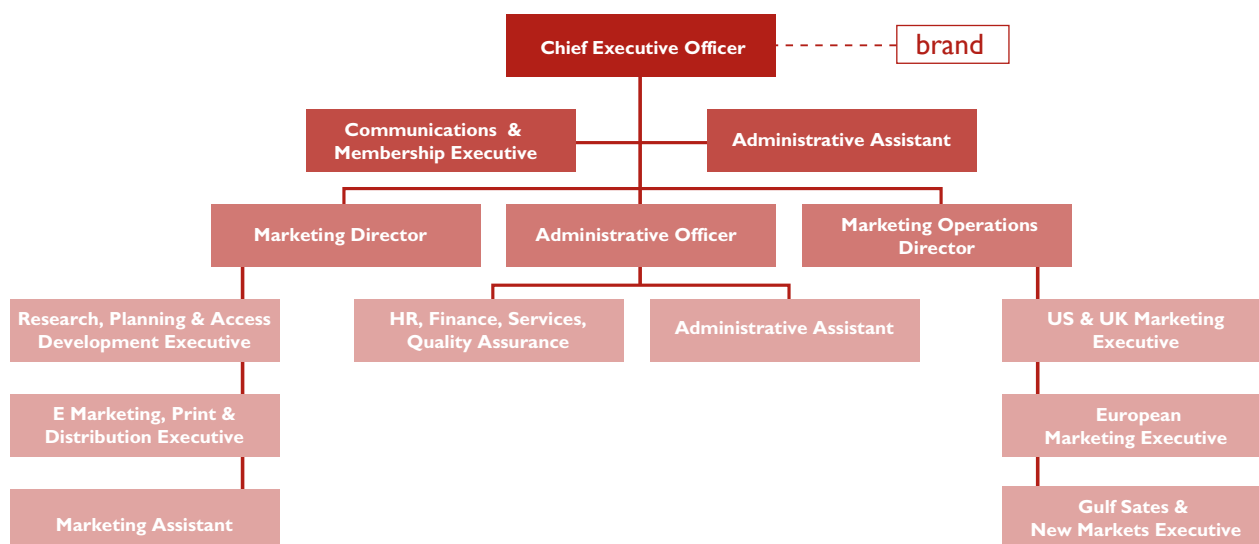 Chief Executive Officer
brand
Communications &
Membership Executive
Administrative Assistant
Marketing Director
Administrative Officer
Marketing Operations
Director
Research, Planning & Access
Development Executive
HR, Finance, Services,
Quality Assurance
Administrative Assistant
US & UK Marketing
Executive
E Marketing, Print &
Distribution Executive
European
Marketing Executive
Marketing Assistant
Gulf Sates &
New Markets Executive